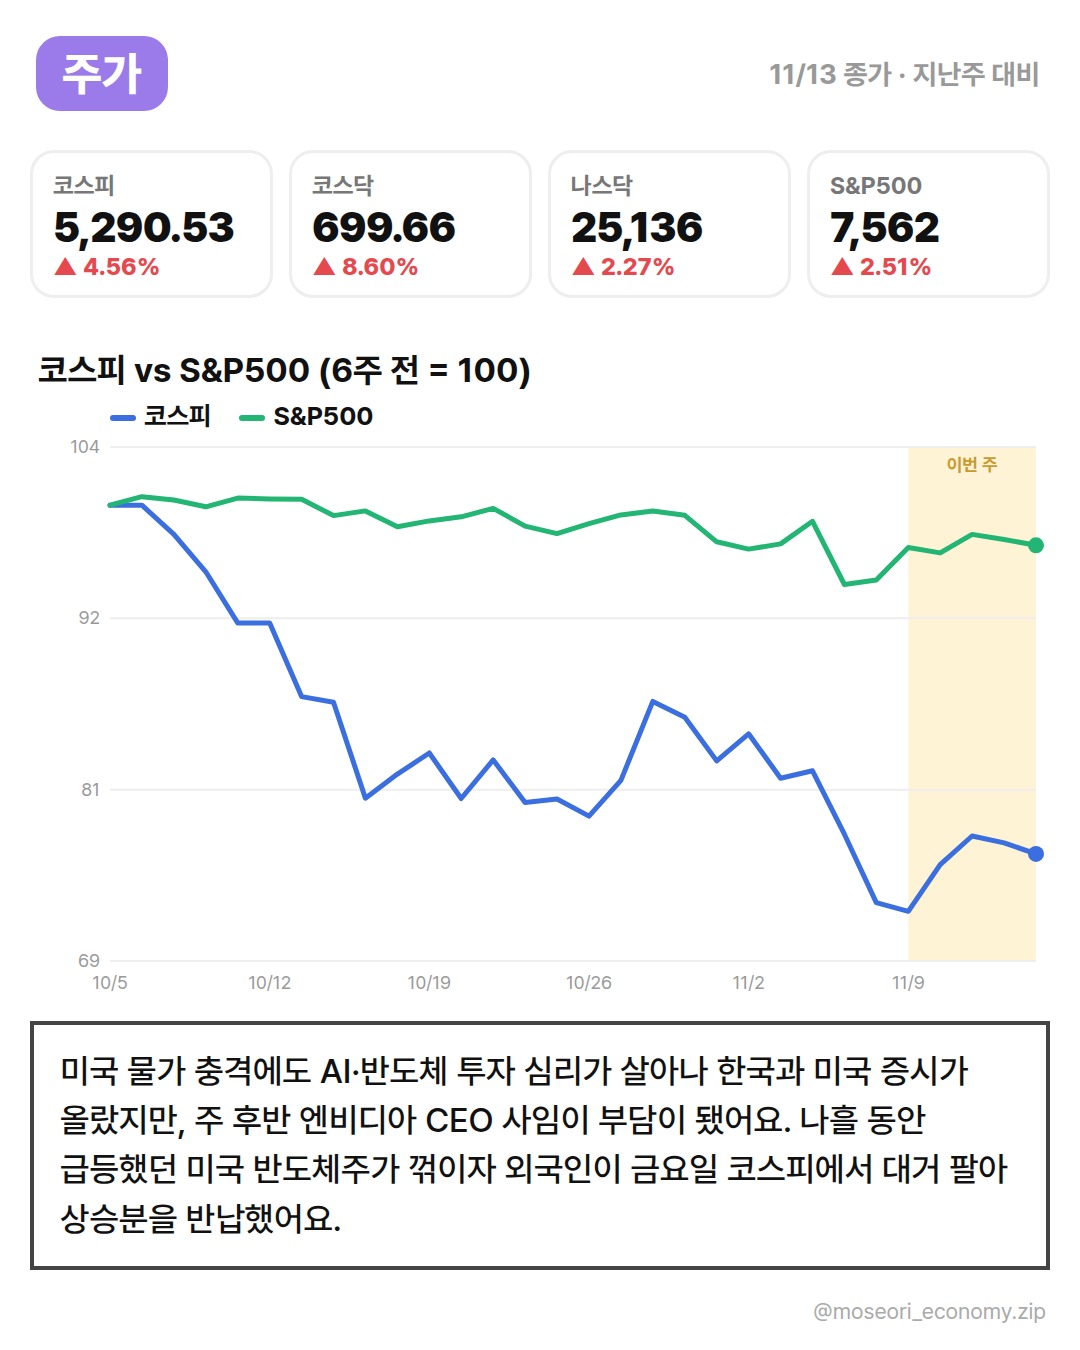 주가
11/13 종가 · 지난주 대비
코스피
5,290.53
▲ 4.56%
코스닥
699.66
▲ 8.60%
나스닥
25,136
▲ 2.27%
S&P500
7,562
▲ 2.51%
코스피 vs S&P500 (6주 전 = 100)
코스피
S&P500
104
이번 주
92
81
69
10/5
10/12
10/19
10/26
11/2
11/9
미국 물가 충격에도 AI·반도체 투자 심리가 살아나 한국과 미국 증시가
올랐지만, 주 후반 엔비디아 CEO 사임이 부담이 됐어요. 나흘 동안
급등했던 미국 반도체주가 꺾이자 외국인이 금요일 코스피에서 대거 팔아
상승분을 반납했어요.
@moseori_economy.zip